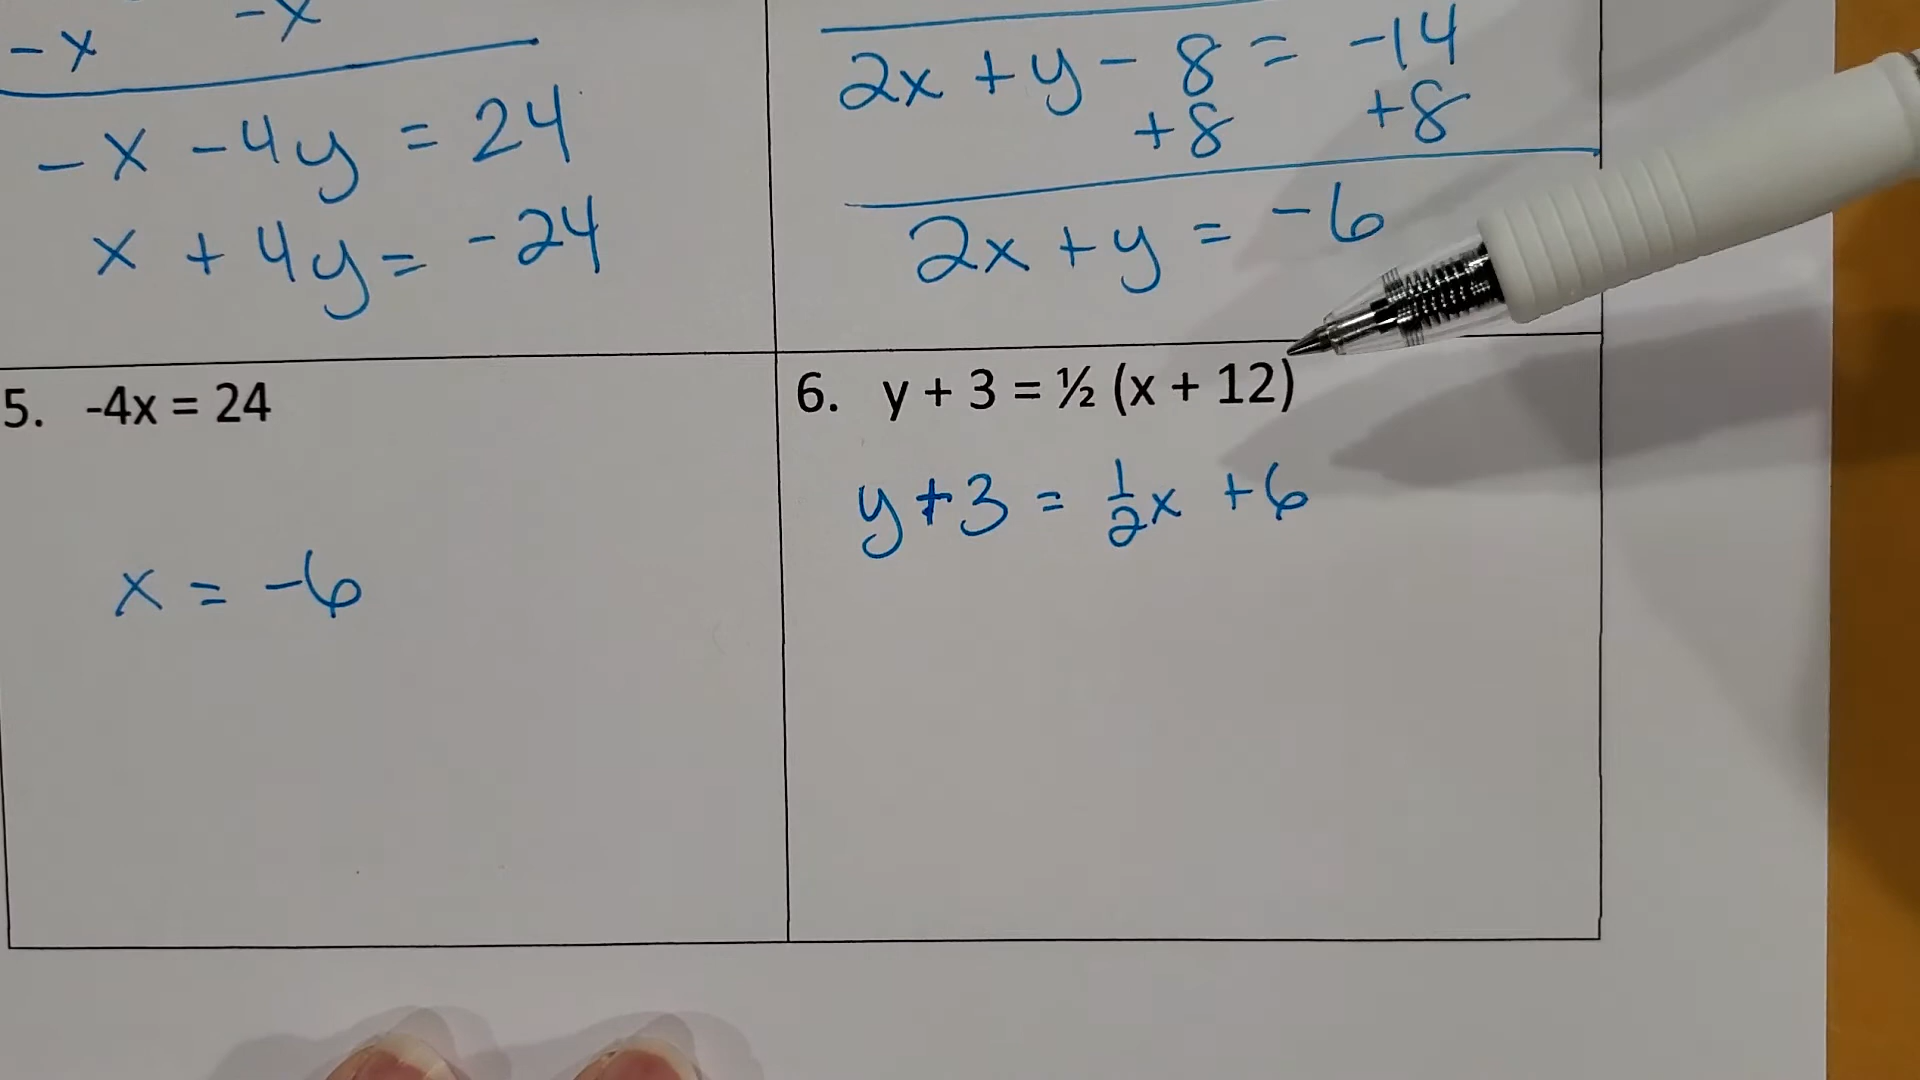 -x -x
-x - 4y = 24
x + 4y = -24
2x + y - 8 = -14
+8 +8
2x + y = -6
5. -4x = 24
x = -6
6. y + 3 = ½ (x + 12)
y + 3 = 1/2 x + 6